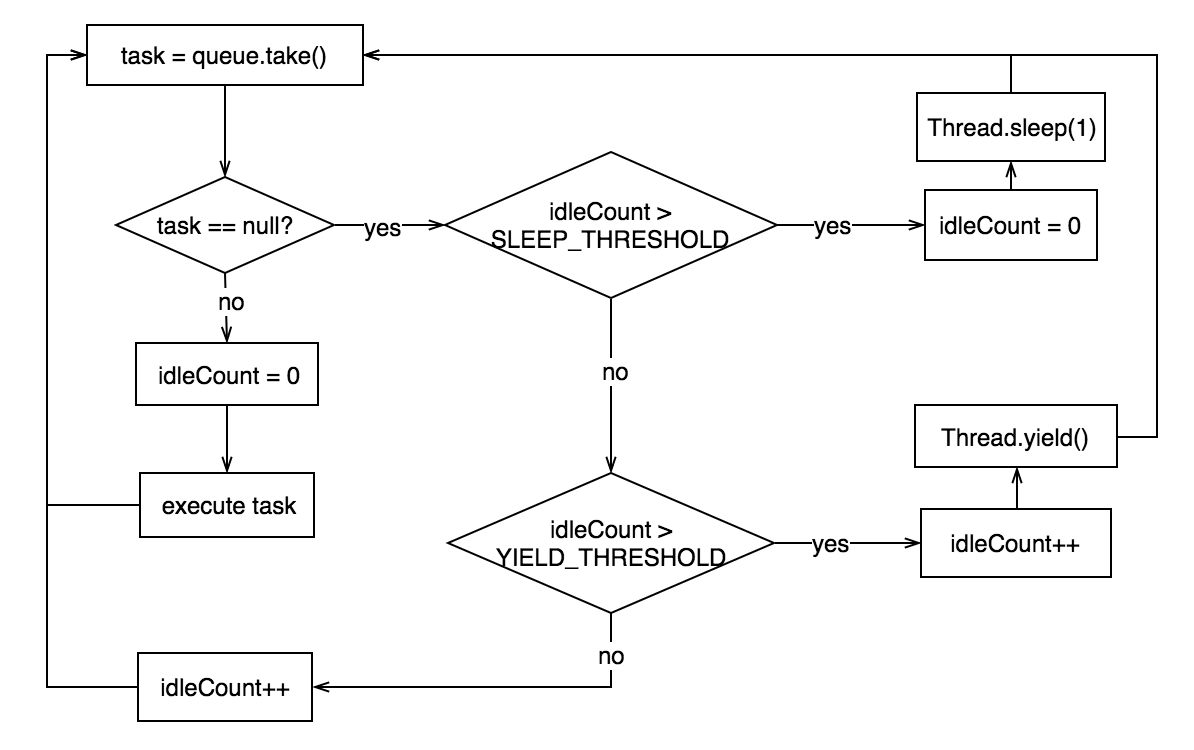 task = queue.take()
Thread.sleep(1)
task == null?
yes
idleCount >
SLEEP_THRESHOLD
yes
idleCount = 0
no
idleCount = 0
no
execute task
Thread.yield()
idleCount >
YIELD_THRESHOLD
yes
idleCount++
no
idleCount++